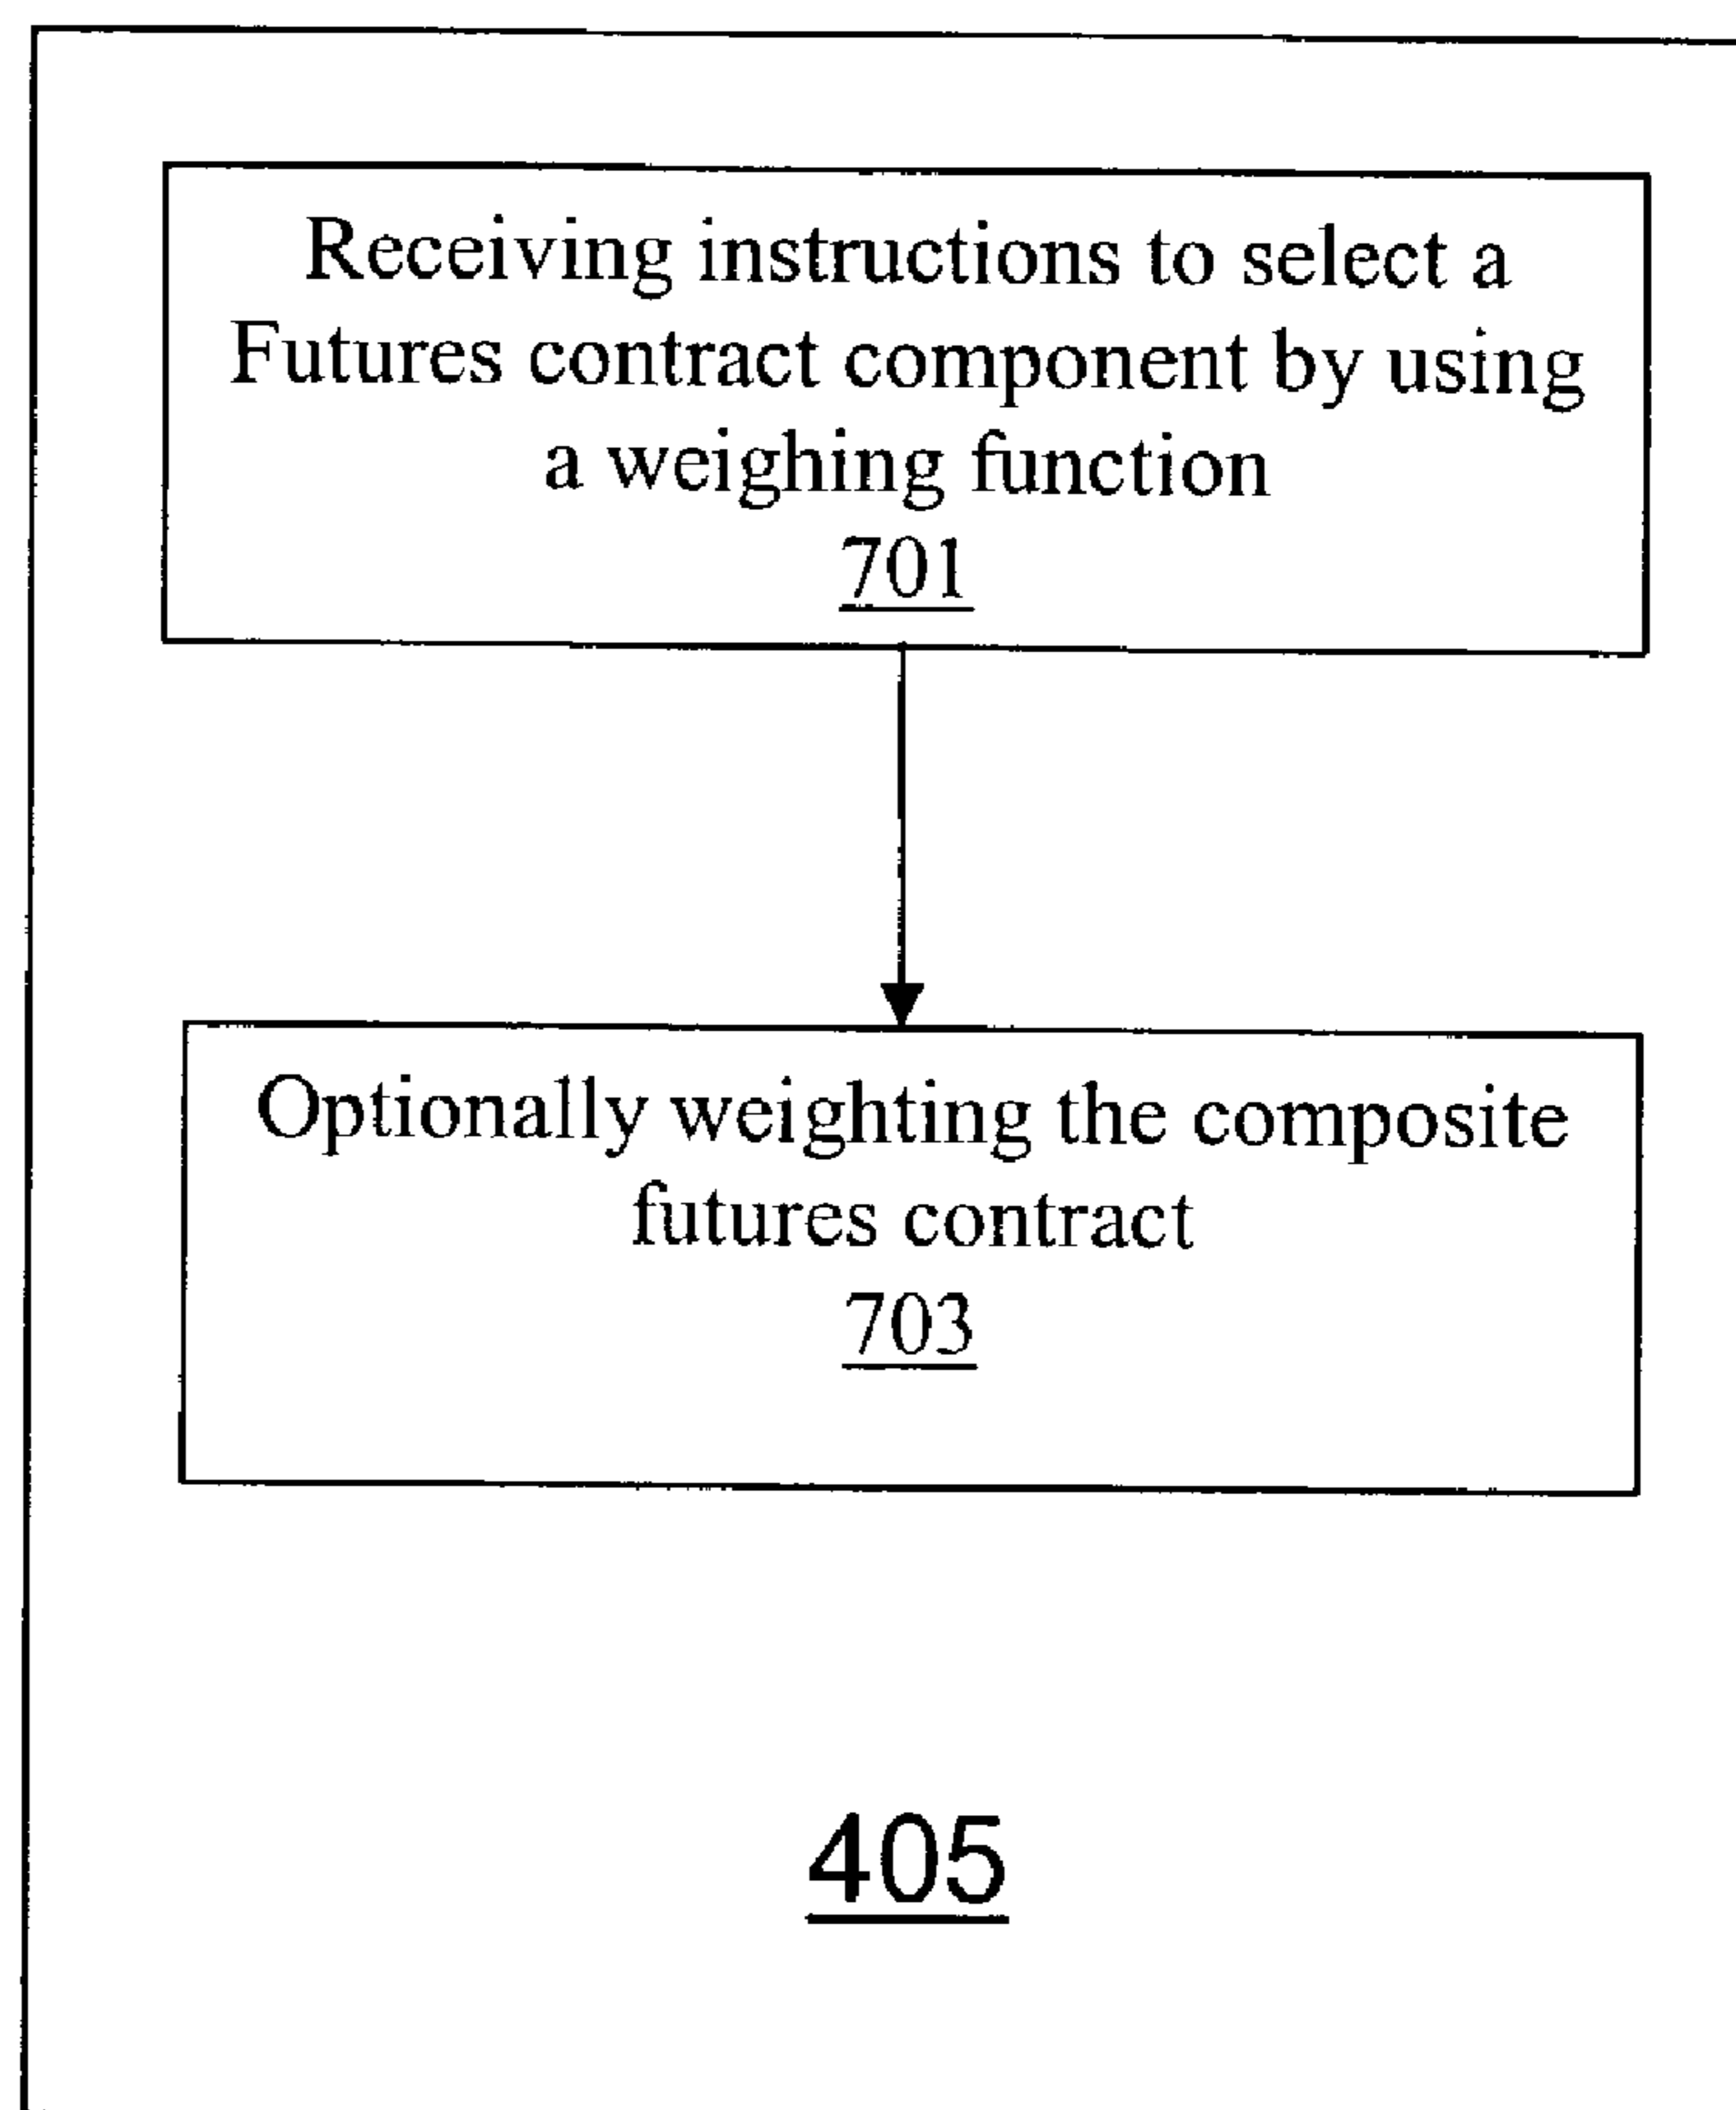 Receiving instructions to select a
Futures contract component by using
a weighing function
701
Optionally weighting the composite
futures contract
703
405